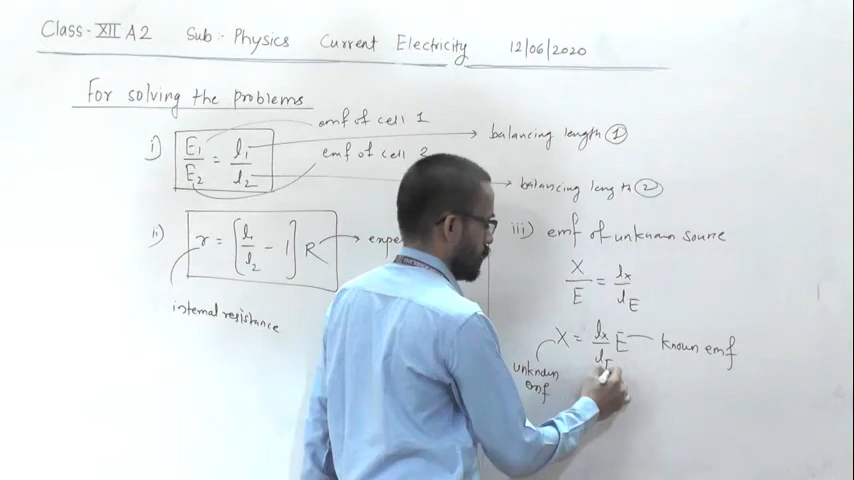 Class - XII A2 Sub :- Physics Current Electricity 12/06/2020
For solving the problems
i) E1/E2 = l1/l2
emf of cell 1
emf of cell
balancing length ①
balancing length ②
ii) r = [l1/l2 - 1] R
internal resistance
iii) emf of unknown source
X/E = lx/lE
X = lx/lE E
known emf
unknown
emf